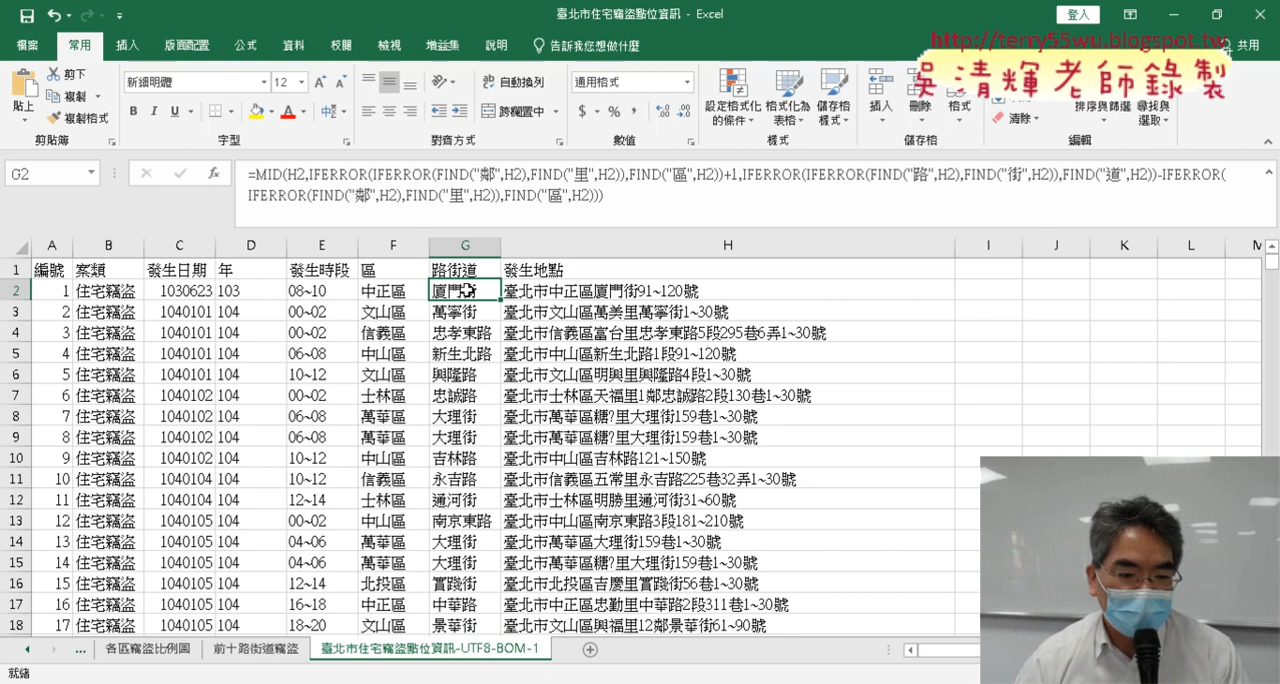 臺北市住宅竊盜點位資訊 - Excel
登入
檔案 常用 插入 版面配置 公式 資料 校閱 檢視 增益集 說明 告訴我您想做什麼 共用
http://terry55wu.blogspot.tw
吳清輝老師錄製
貼上 剪下 複製 複製格式 剪貼簿
新細明體 12 B I U 字型
自動換列 跨欄置中 對齊方式
通用格式 $ % 數值
設定格式化的條件 格式化為表格 儲存格樣式 樣式
插入 刪除 格式 儲存格
清除 排序與篩選 尋找與選取 編輯
G2 fx =MID(H2,IFERROR(IFERROR(FIND("鄰",H2),FIND("里",H2)),FIND("區",H2))+1,IFERROR(IFERROR(FIND("路",H2),FIND("街",H2)),FIND("道",H2))-IFERROR(
IFERROR(FIND("鄰",H2),FIND("里",H2)),FIND("區",H2)))
A B C D E F G H I J K L M
1 編號 案類 發生日期 年 發生時段 區 路街道 發生地點
2 1 住宅竊盜 1030623 103 08~10 中正區 廈門街 臺北市中正區廈門街91~120號
3 2 住宅竊盜 1040101 104 00~02 文山區 萬寧街 臺北市文山區萬美里萬寧街1~30號
4 3 住宅竊盜 1040101 104 00~02 信義區 忠孝東路 臺北市信義區富台里忠孝東路5段295巷6弄1~30號
5 4 住宅竊盜 1040101 104 06~08 中山區 新生北路 臺北市中山區新生北路1段91~120號
6 5 住宅竊盜 1040101 104 10~12 文山區 興隆路 臺北市文山區明興里興隆路4段1~30號
7 6 住宅竊盜 1040102 104 00~02 士林區 忠誠路 臺北市士林區天福里1鄰忠誠路2段130巷1~30號
8 7 住宅竊盜 1040102 104 06~08 萬華區 大理街 臺北市萬華區糖?里大理街159巷1~30號
9 8 住宅竊盜 1040102 104 06~08 萬華區 大理街 臺北市萬華區糖?里大理街159巷1~30號
10 9 住宅竊盜 1040102 104 10~12 中山區 吉林路 臺北市中山區吉林路121~150號
11 10 住宅竊盜 1040104 104 10~12 信義區 永吉路 臺北市信義區五常里永吉路225巷32弄1~30號
12 11 住宅竊盜 1040104 104 12~14 士林區 通河街 臺北市士林區明勝里通河街31~60號
13 12 住宅竊盜 1040105 104 00~02 中山區 南京東路 臺北市中山區南京東路3段181~210號
14 13 住宅竊盜 1040105 104 04~06 萬華區 大理街 臺北市萬華區大理街159巷1~30號
15 14 住宅竊盜 1040105 104 04~06 萬華區 大理街 臺北市萬華區糖?里大理街159巷1~30號
16 15 住宅竊盜 1040105 104 12~14 北投區 實踐街 臺北市北投區吉慶里實踐街56巷1~30號
17 16 住宅竊盜 1040105 104 16~18 中正區 中華路 臺北市中正區忠勤里中華路2段311巷1~30號
18 17 住宅竊盜 1040105 104 18~20 文山區 景華街 臺北市文山區興福里12鄰景華街61~90號
... 各區竊盜比例圖 前十路街道竊盜 臺北市住宅竊盜點位資訊-UTF8-BOM-1
就緒